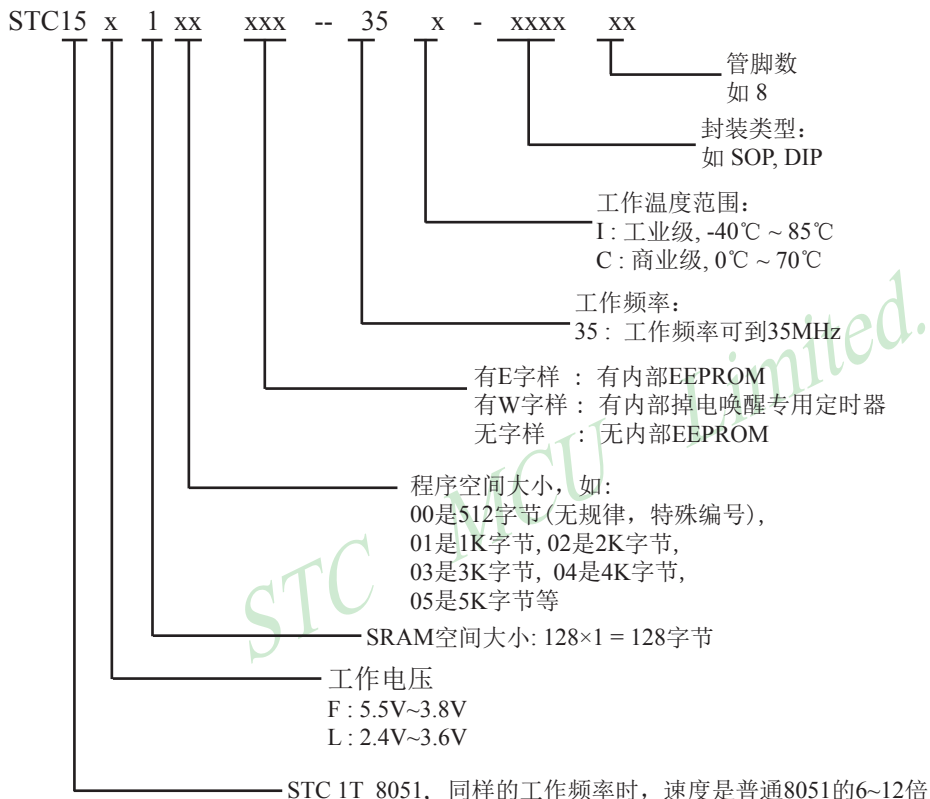 STC15 x 1 xx xxx -- 35 x - xxxx xx
管脚数
如 8
封装类型：
如 SOP, DIP
工作温度范围：
I : 工业级, -40℃ ~ 85℃
C : 商业级, 0℃ ~ 70℃
工作频率：
35 : 工作频率可到35MHz
有E字样 : 有内部EEPROM
有W字样 : 有内部掉电唤醒专用定时器
无字样 : 无内部EEPROM
程序空间大小，如:
00是512字节(无规律，特殊编号),
01是1K字节, 02是2K字节,
03是3K字节, 04是4K字节,
05是5K字节等
SRAM空间大小: 128×1 = 128字节
工作电压
F : 5.5V~3.8V
L : 2.4V~3.6V
STC 1T 8051, 同样的工作频率时，速度是普通8051的6~12倍
STC MCU Limited.